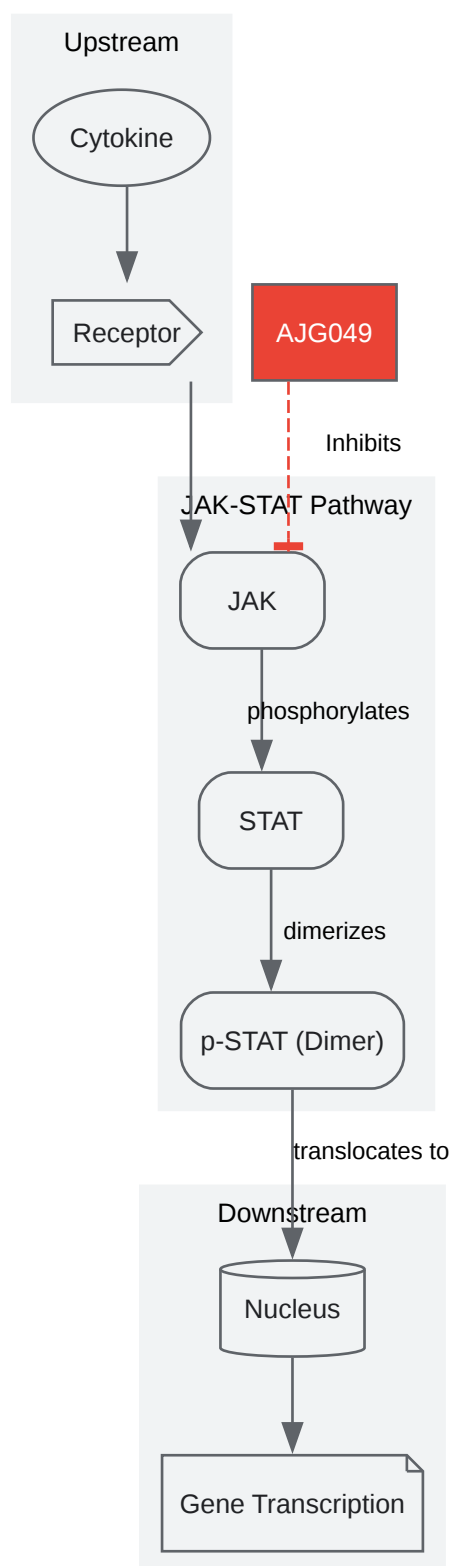 Upstream
Cytokine
Receptor
AJG049
Inhibits
JAK-STAT Pathway
JAK
phosphorylates
STAT
dimerizes
p-STAT (Dimer)
translocates to
Downstream
Nucleus
Gene Transcription